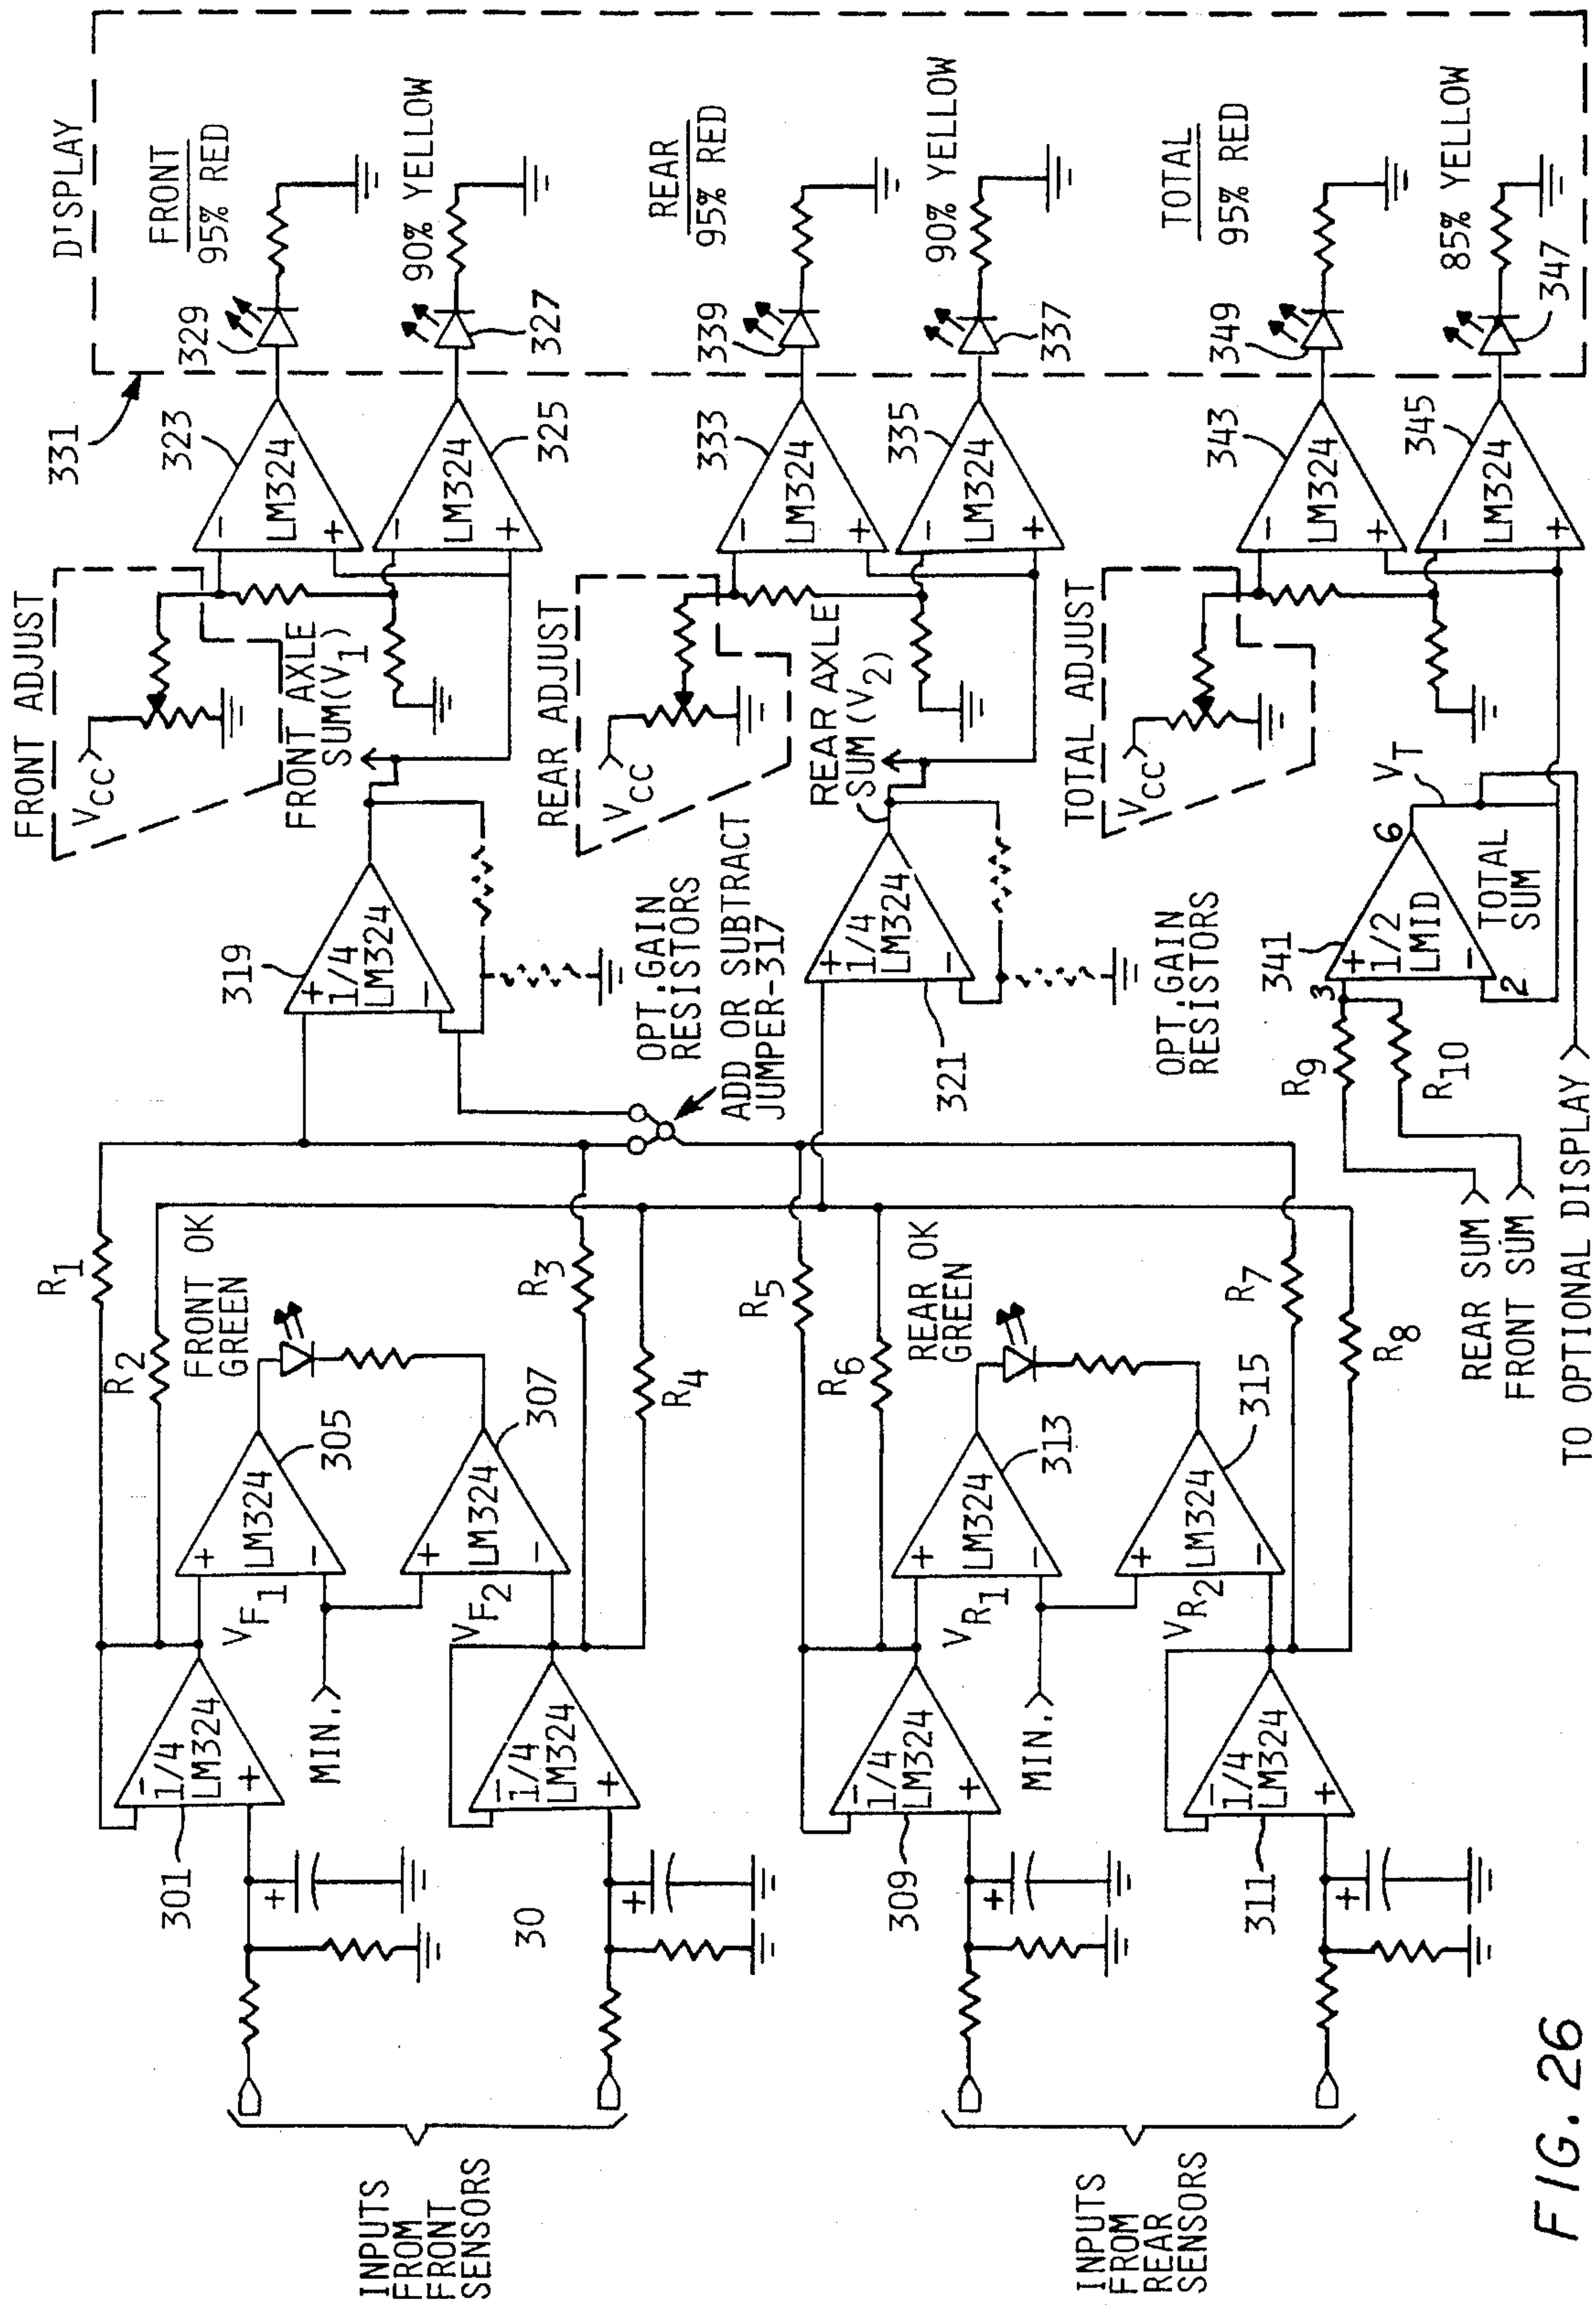 DISPLAY
331
FRONT ADJUST
VCC
FRONT AXLE
SUM(V1)
323
LM324
-
+
329
FRONT
95% RED
325
LM324
-
+
327
90% YELLOW
319
+
1/4
LM324
-
OPT.GAIN
RESISTORS
ADD OR SUBTRACT
JUMPER-317
REAR ADJUST
VCC
REAR AXLE
SUM(V2)
333
LM324
-
+
339
REAR
95% RED
335
LM324
-
+
337
90% YELLOW
321
+
1/4
LM324
-
OPT.GAIN
RESISTORS
TOTAL ADJUST
VCC
343
LM324
-
+
349
TOTAL
95% RED
345
LM324
-
+
347
85% YELLOW
341
3
+
1/2
LMID
-
2
6
TOTAL
SUM
VT
R9
R10
REAR SUM
FRONT SUM
TO OPTIONAL DISPLAY
R1
R2
FRONT OK
GREEN
R3
R4
305
+
LM324
-
307
+
LM324
-
VF1
VF2
MIN.
301
-
1/4
LM324
+
30
-
1/4
LM324
+
R5
R6
REAR OK
GREEN
R7
R8
313
+
LM324
-
315
+
LM324
-
VR1
VR2
MIN.
309
-
1/4
LM324
+
311
-
1/4
LM324
+
+
+
+
+
INPUTS
FROM
FRONT
SENSORS
INPUTS
FROM
REAR
SENSORS
FIG. 26